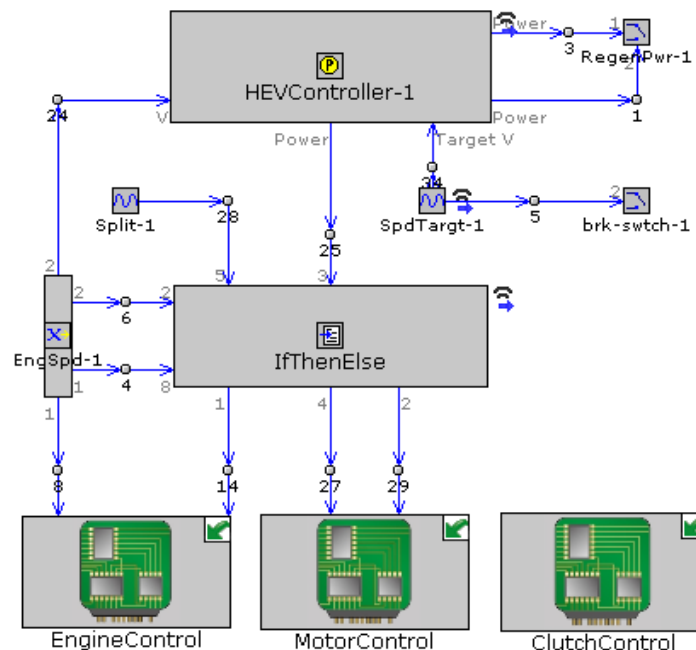 Power
1
3
RegenPwr-1
2
P
HEVController-1
24
V
Power
1
Power
Target V
34
2
Split-1
28
SpdTargt-1
5
brk-swtch-1
25
2
5
3
2
6
2
X
EngSpd-1
IfThenElse
1
4
8
1
1
4
2
8
14
27
29
EngineControl
MotorControl
ClutchControl